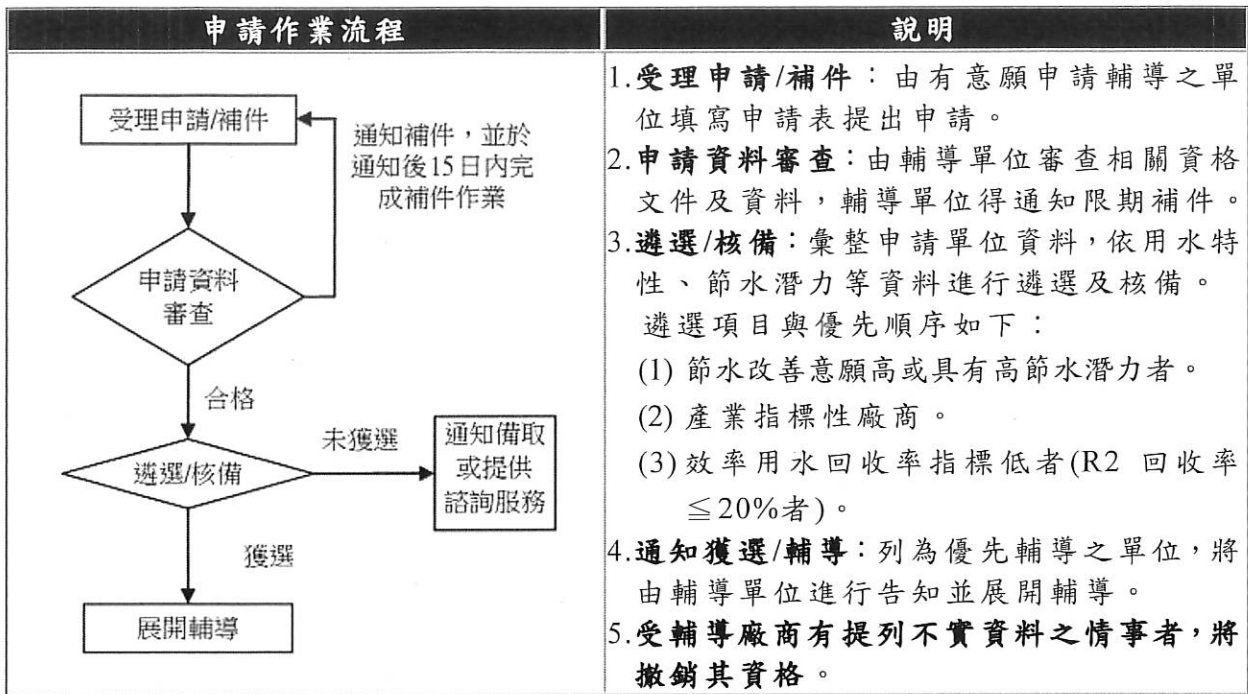 申請作業流程
說明
受理申請/補件
通知補件，並於
通知後15日內完
成補件作業
申請資料
審查
合格
遴選/核備
未獲選
通知備取
或提供
諮詢服務
獲選
展開輔導
1.受理申請/補件：由有意願申請輔導之單
位填寫申請表提出申請。
2.申請資料審查：由輔導單位審查相關資格
文件及資料，輔導單位得通知限期補件。
3.遴選/核備：彙整申請單位資料，依用水特
性、節水潛力等資料進行遴選及核備。
遴選項目與優先順序如下：
(1) 節水改善意願高或具有高節水潛力者。
(2) 產業指標性廠商。
(3) 效率用水回收率指標低者(R2 回收率
≦20%者)。
4.通知獲選/輔導：列為優先輔導之單位，將
由輔導單位進行告知並展開輔導。
5.受輔導廠商有提列不實資料之情事者，將
撤銷其資格。